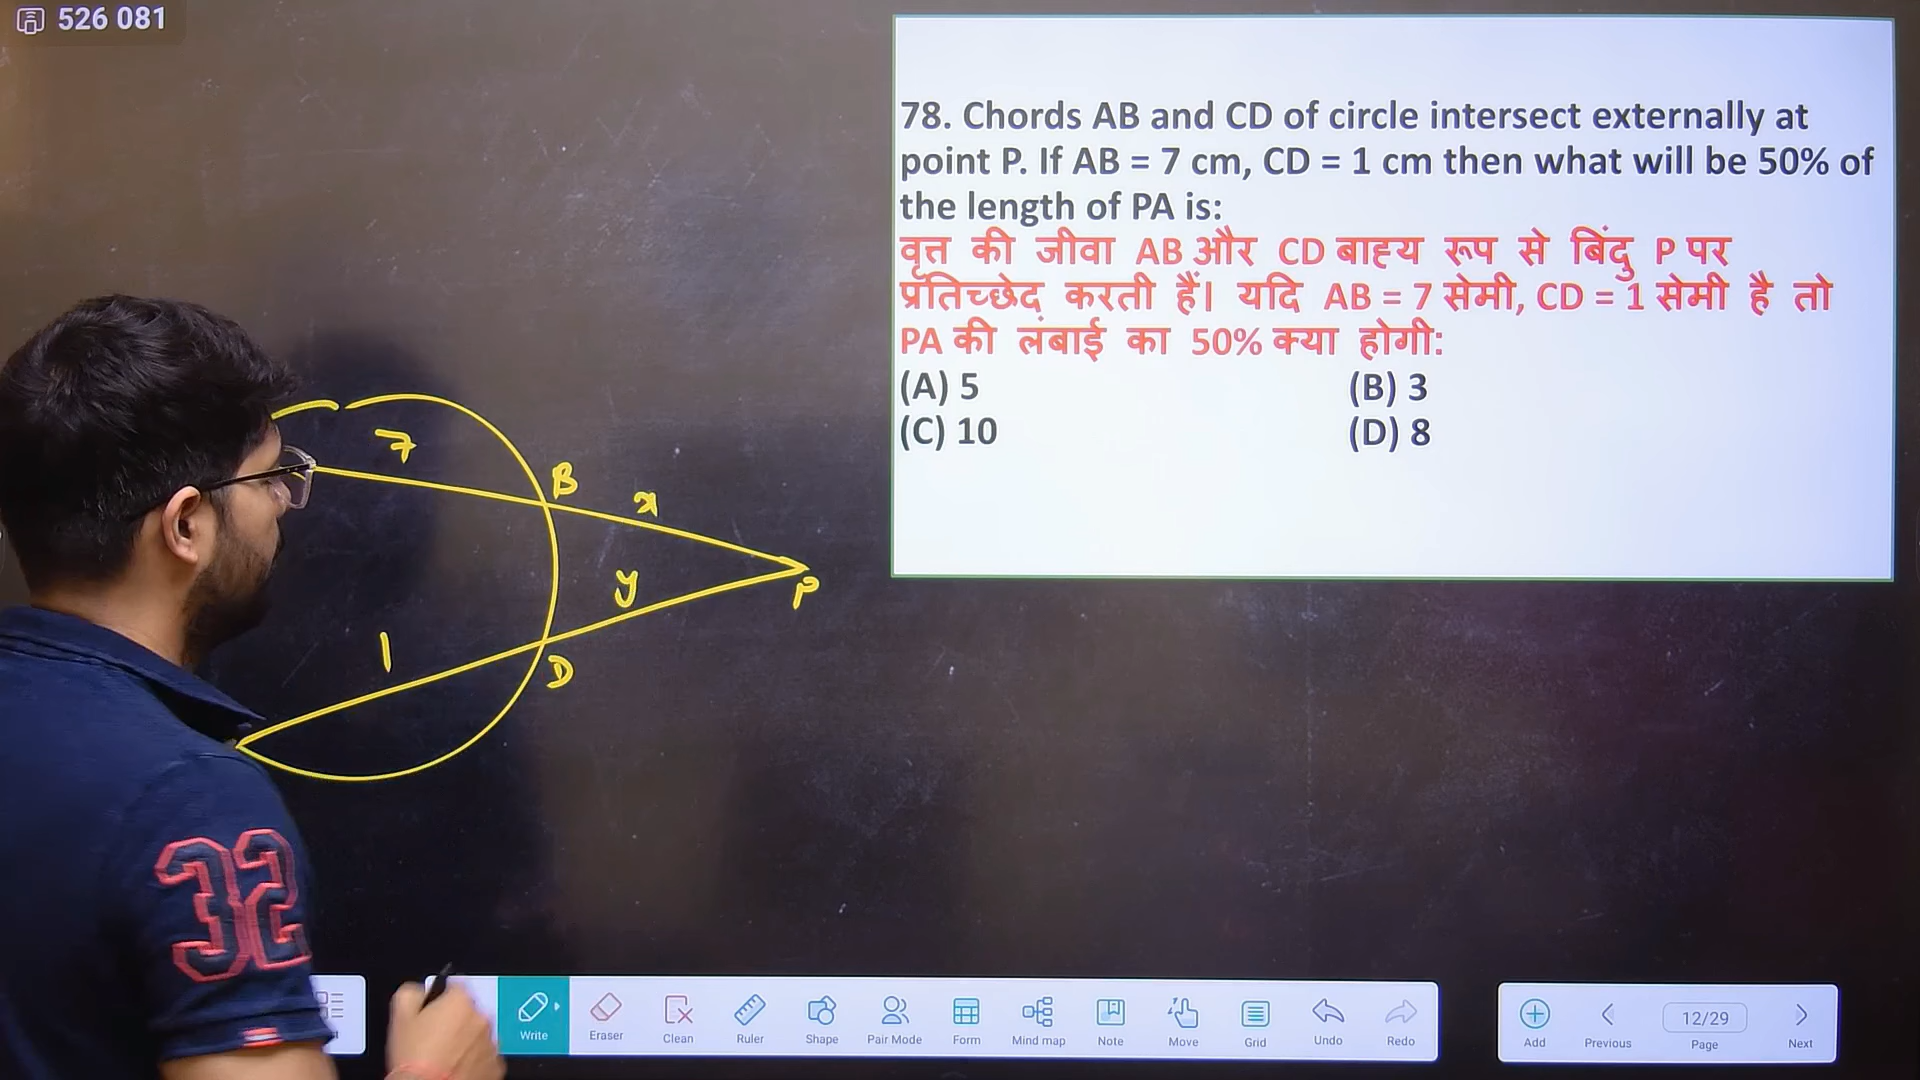 526 081
78. Chords AB and CD of circle intersect externally at
point P. If AB = 7 cm, CD = 1 cm then what will be 50% of
the length of PA is:
वृत्त की जीवा AB और CD बाह्य रूप से बिंदु P पर
प्रतिच्छेद करती हैं। यदि AB = 7 सेमी, CD = 1 सेमी है तो
PA की लंबाई का 50% क्या होगी:
(A) 5 (B) 3
(C) 10 (D) 8
7
B
x
y
P
1
D
32
Write Eraser Clean Ruler Shape Pair Mode Form Mind map Note Move Grid Undo Redo
12/29
Add Previous Page Next